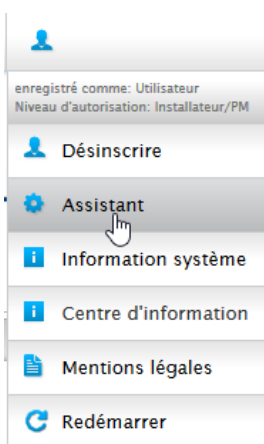 enregistré comme: Utilisateur
Niveau d'autorisation: Installateur/PM
Désinscrire
Assistant
Information système
Centre d'information
Mentions légales
Redémarrer